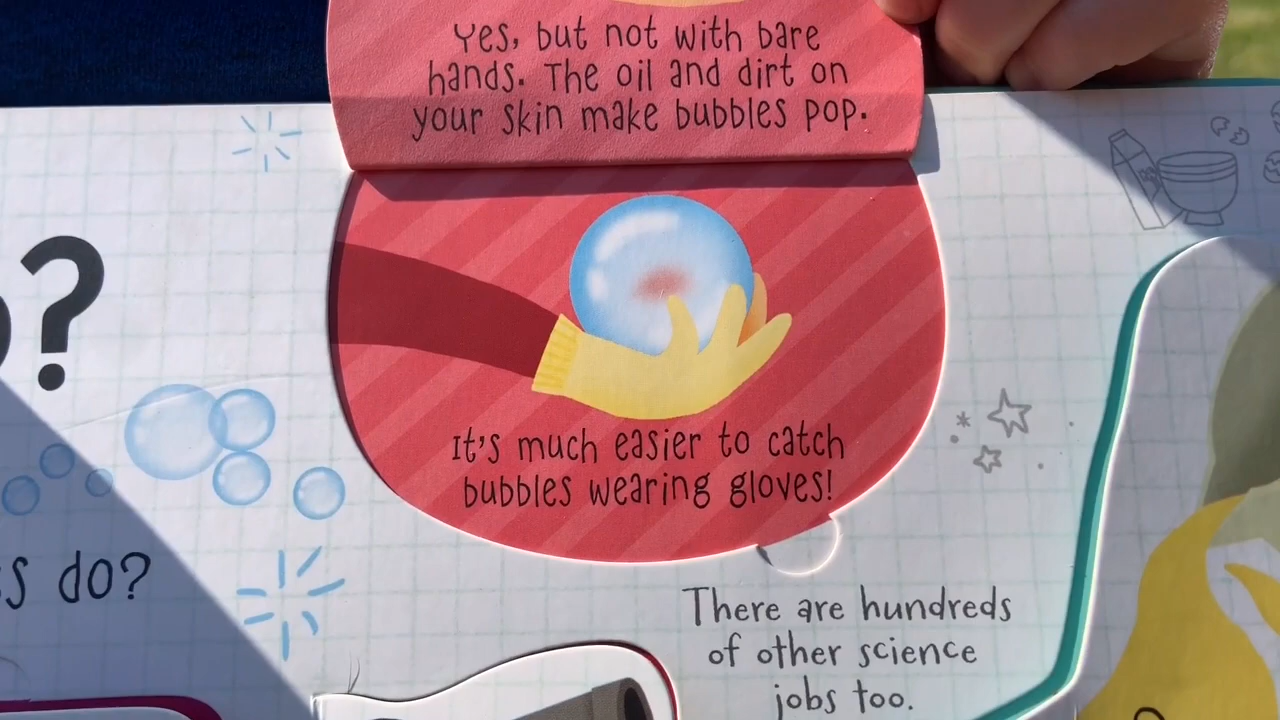 Yes, but not with bare
hands. The oil and dirt on
your skin make bubbles pop.
?
It's much easier to catch
bubbles wearing gloves!
do?
There are hundreds
of other science
jobs too.